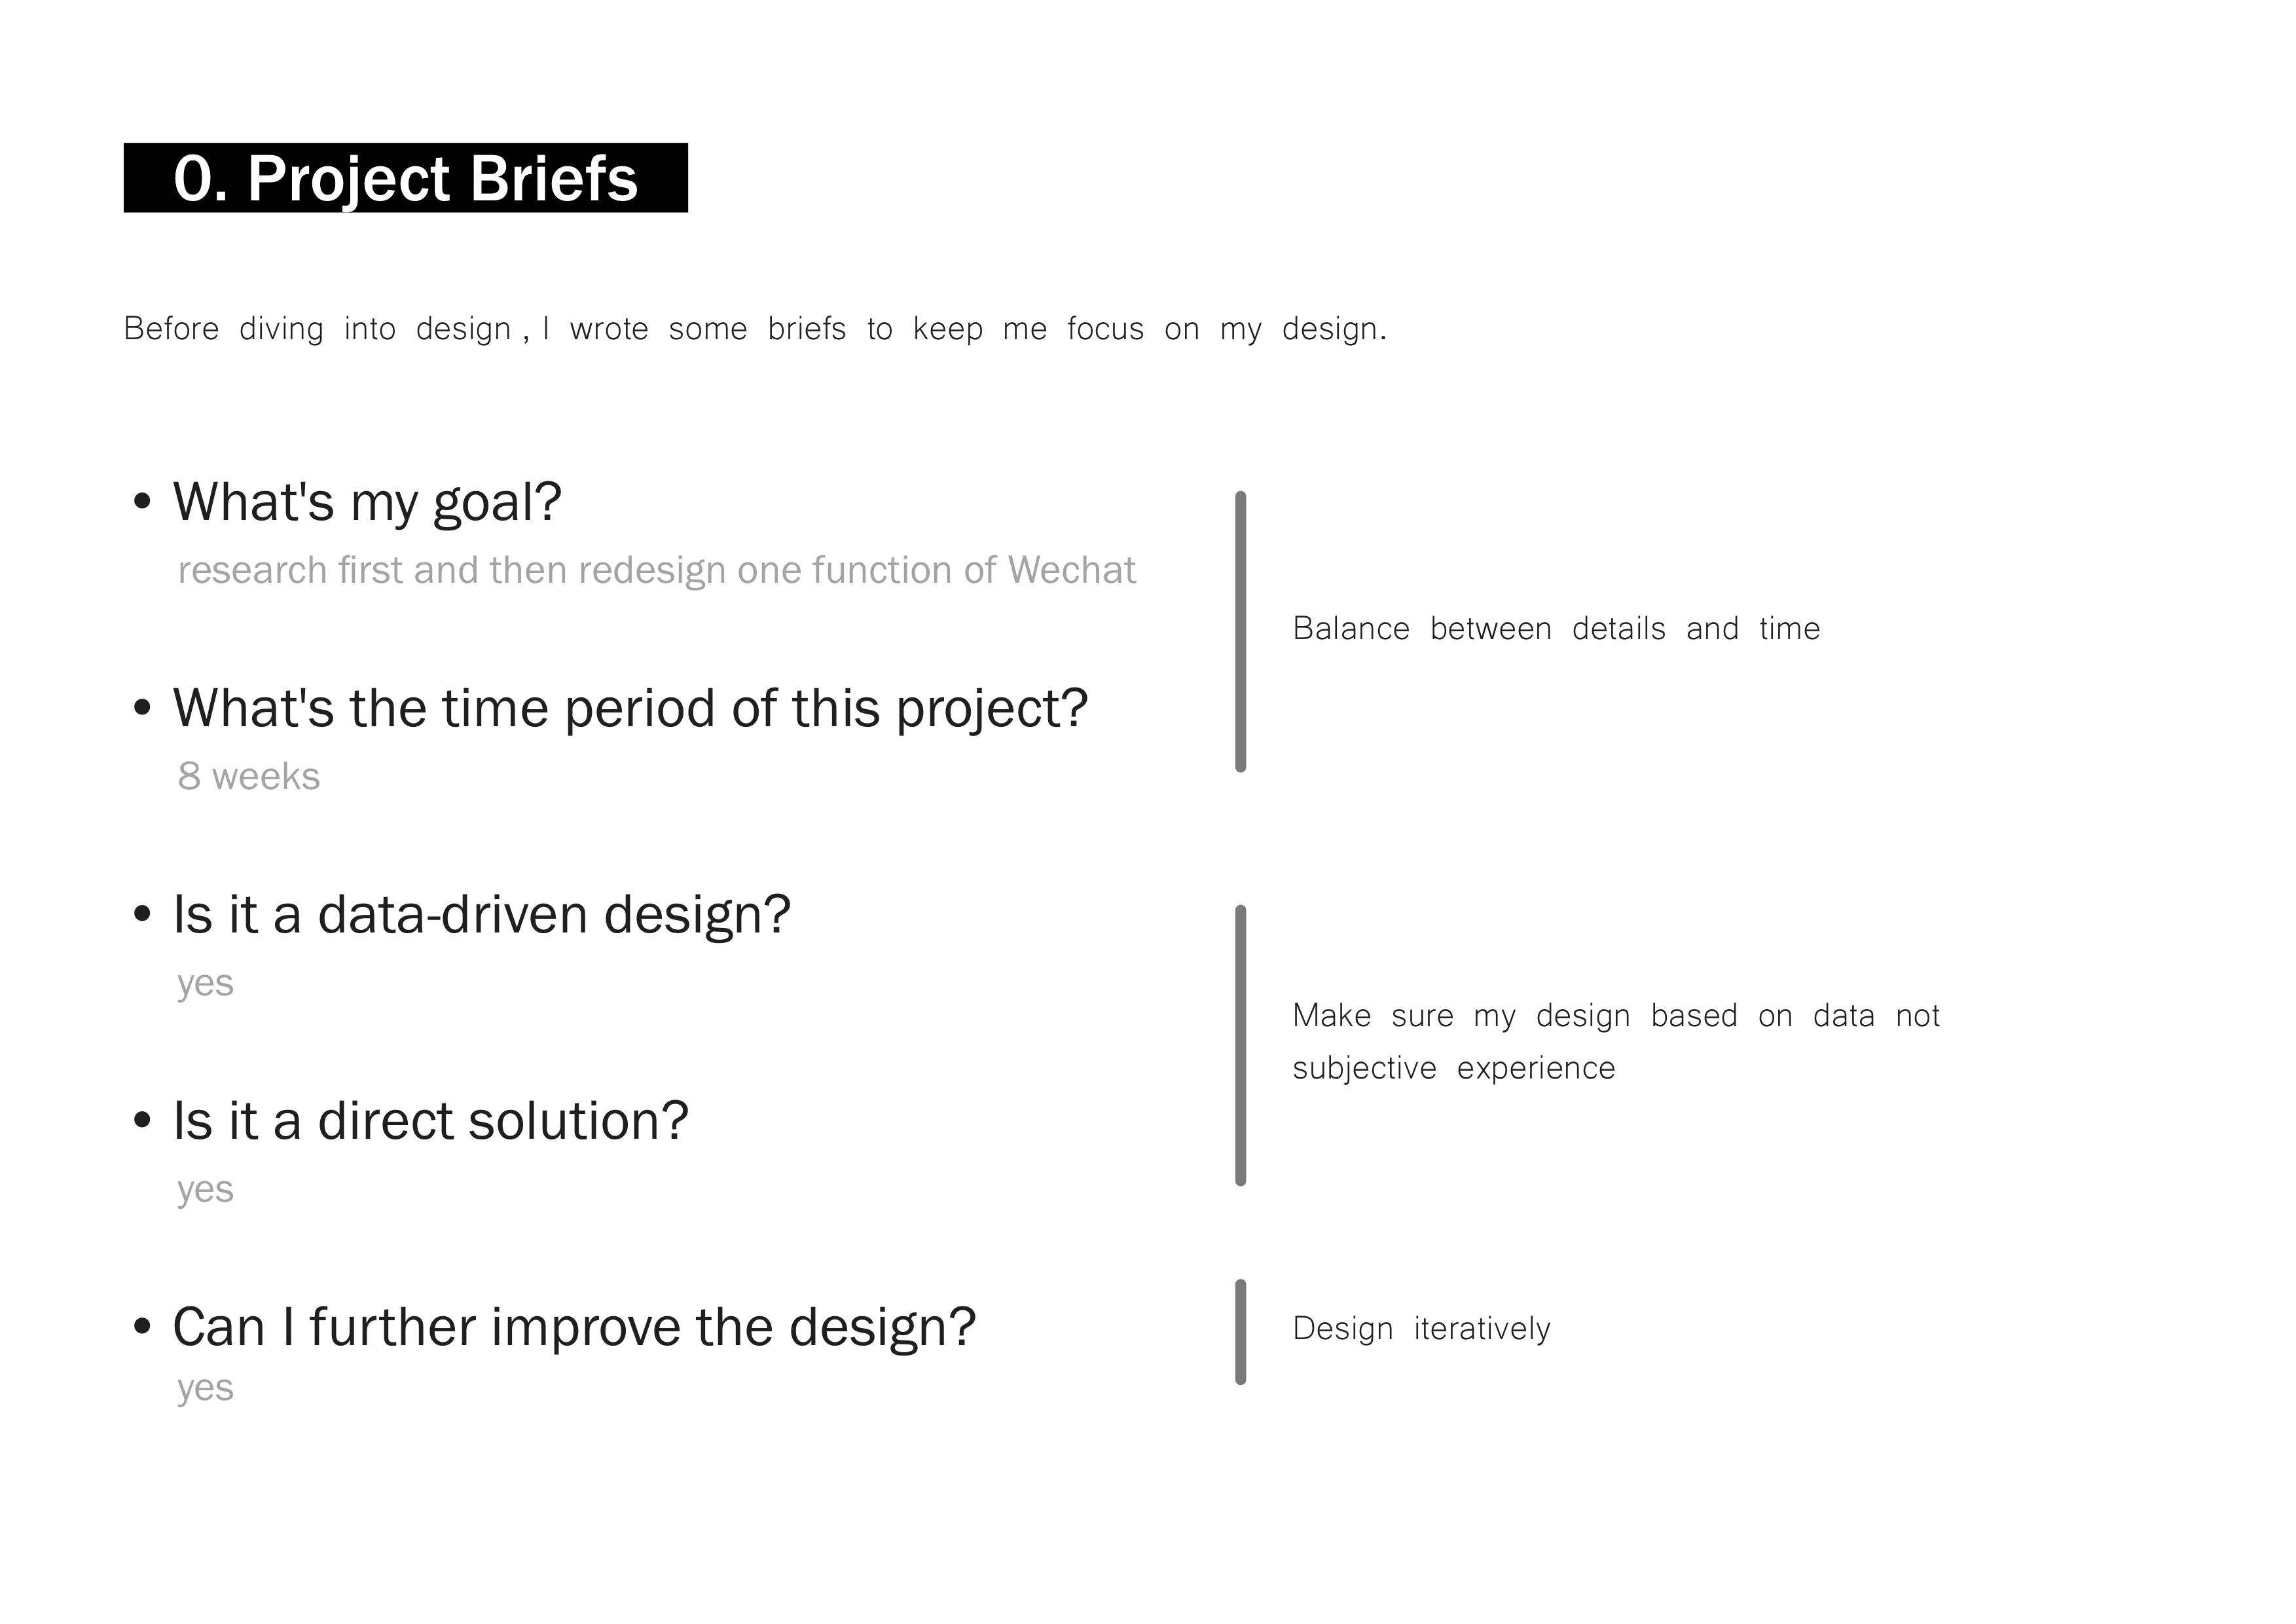 0. Project Briefs
Before diving into design , I wrote some briefs to keep me focus on my design.
• What's my goal?
research first and then redesign one function of Wechat
• What's the time period of this project?
8 weeks
Balance between details and time
• Is it a data-driven design?
yes
• Is it a direct solution?
yes
Make sure my design based on data not
subjective experience
• Can I further improve the design?
yes
Design iteratively